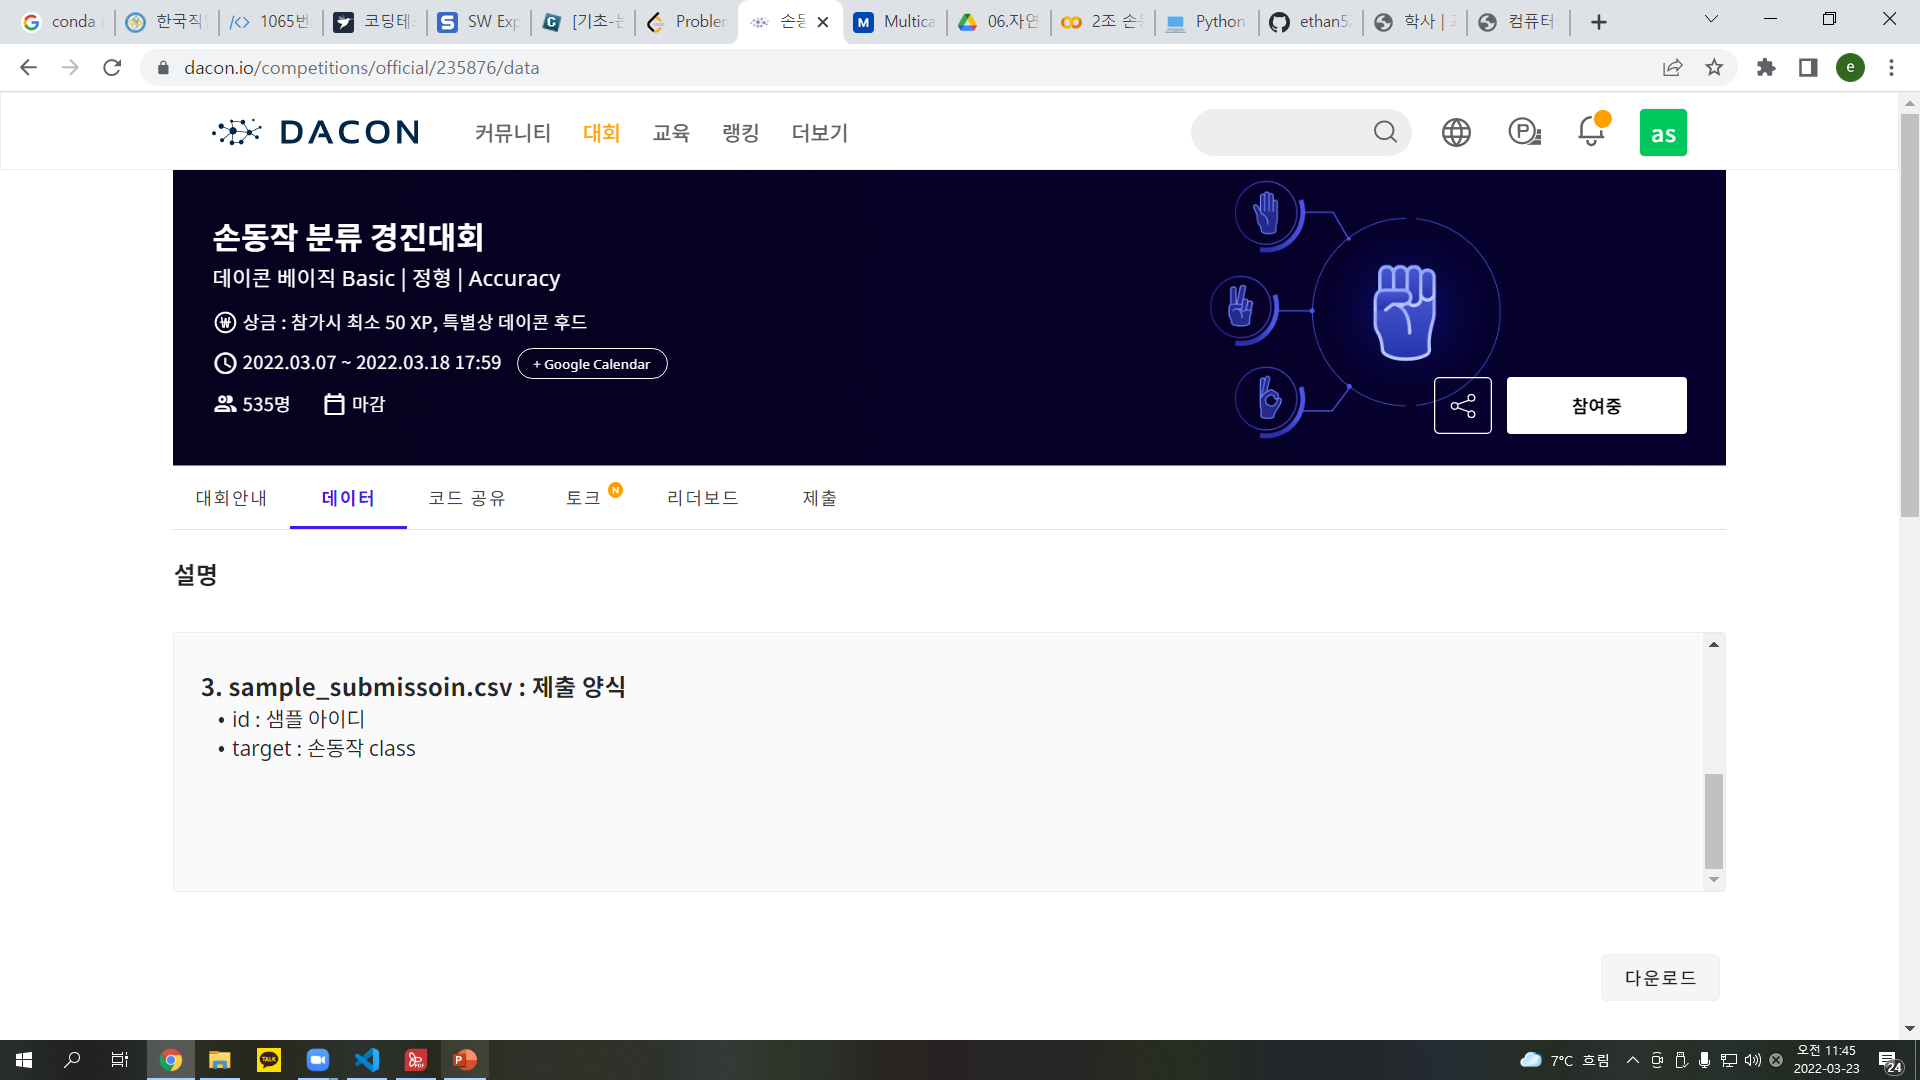 conda
한국직
1065번
코딩테
SW Exp
[기초-
Problem
손동
Multica
06.자연
2조 손
Python
ethan5
학사 |
컴퓨터
dacon.io/competitions/official/235876/data
e
DACON
커뮤니티
대회
교육
랭킹
더보기
as
손동작 분류 경진대회
데이콘 베이직 Basic | 정형 | Accuracy
상금 : 참가시 최소 50 XP, 특별상 데이콘 후드
2022.03.07 ~ 2022.03.18 17:59
+ Google Calendar
535명
마감
참여중
대회안내
데이터
코드 공유
토크
N
리더보드
제출
설명
3. sample_submissoin.csv : 제출 양식
• id : 샘플 아이디
• target : 손동작 class
다운로드
TALK
7°C 흐림
오전 11:45
2022-03-23
24